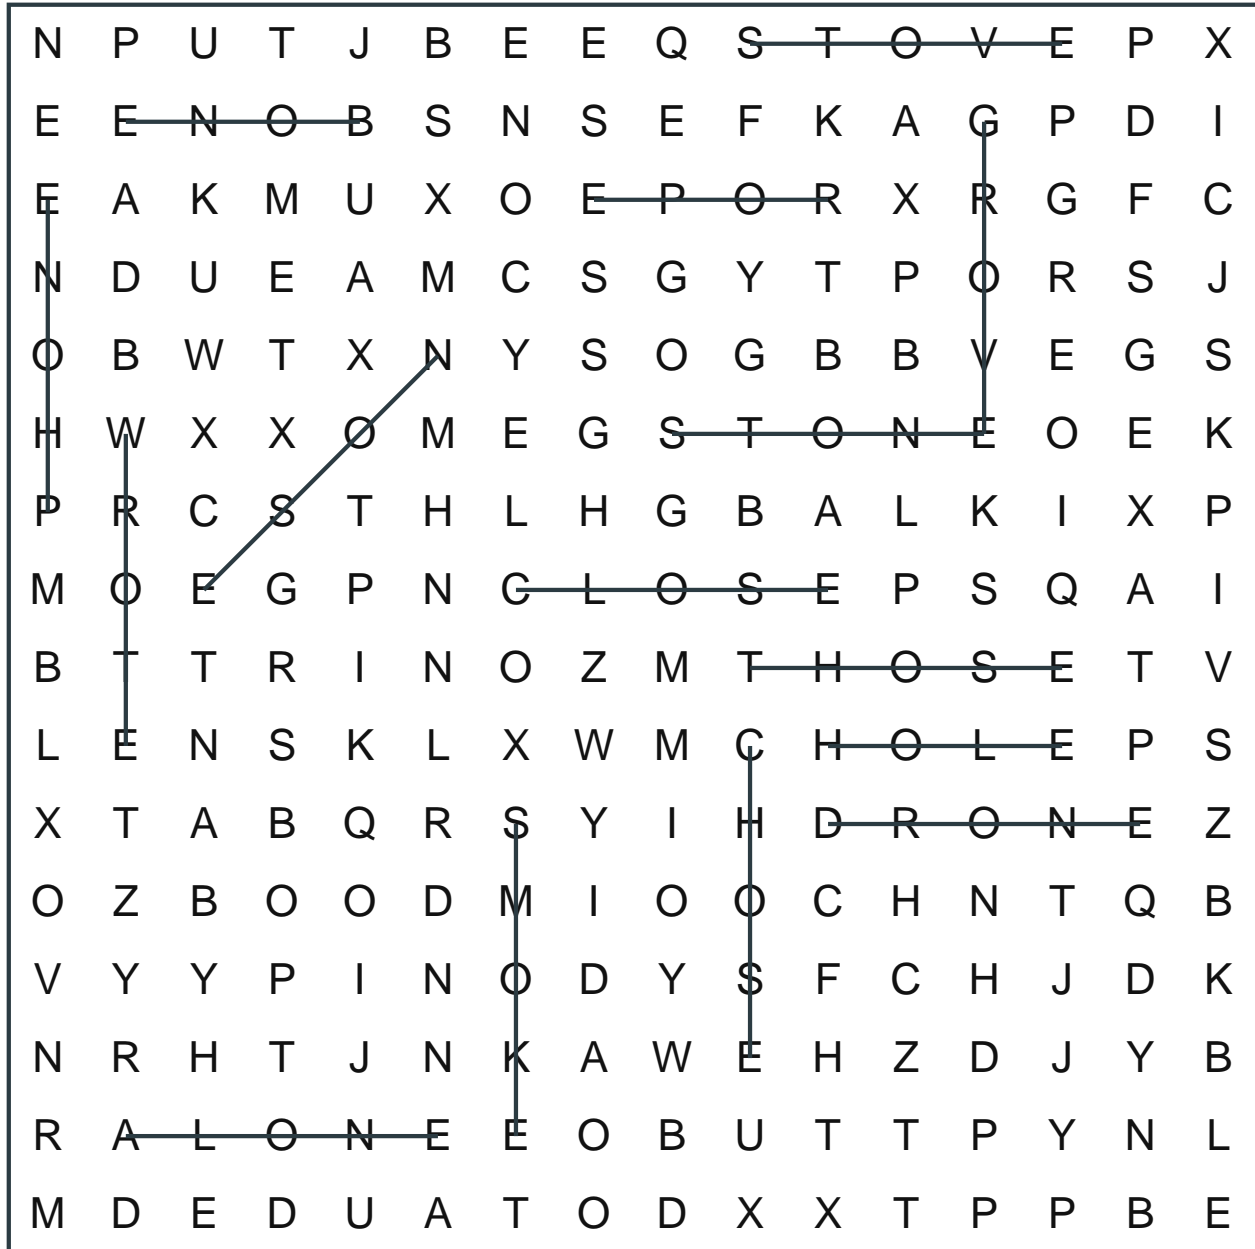 N P U T J B E E Q S T O V E P X
E E N O B S N S E F K A G P D I
E A K M U X O E P O R X R G F C
N D U E A M C S G Y T P O R S J
O B W T X N Y S O G B B V E G S
H W X X O M E G S T O N E O E K
P R C S T H L H G B A L K I X P
M O E G P N C L O S E P S Q A I
B T T R I N O Z M T H O S E T V
L E N S K L X W M C H O L E P S
X T A B Q R S Y I H D R O N E Z
O Z B O O D M I O O C H N T Q B
V Y Y P I N O D Y S F C H J D K
N R H T J N K A W E H Z D J Y B
R A L O N E E O B U T T P Y N L
M D E D U A T O D X X T P P B E